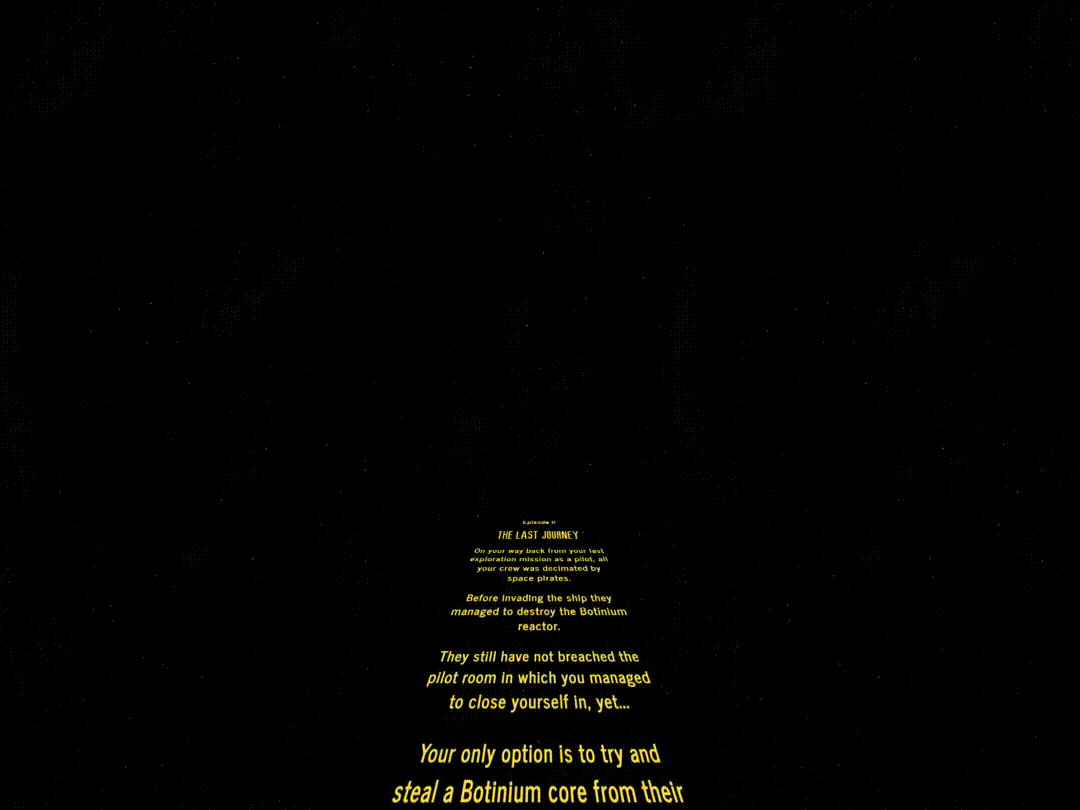 Episode II
THE LAST JOURNEY
On your way back from your last
exploration mission as a pilot, all
your crew was decimated by
space pirates.
Before invading the ship they
managed to destroy the Botinium
reactor.
They still have not breached the
pilot room in which you managed
to close yourself in, yet...
Your only option is to try and
steal a Botinium core from their